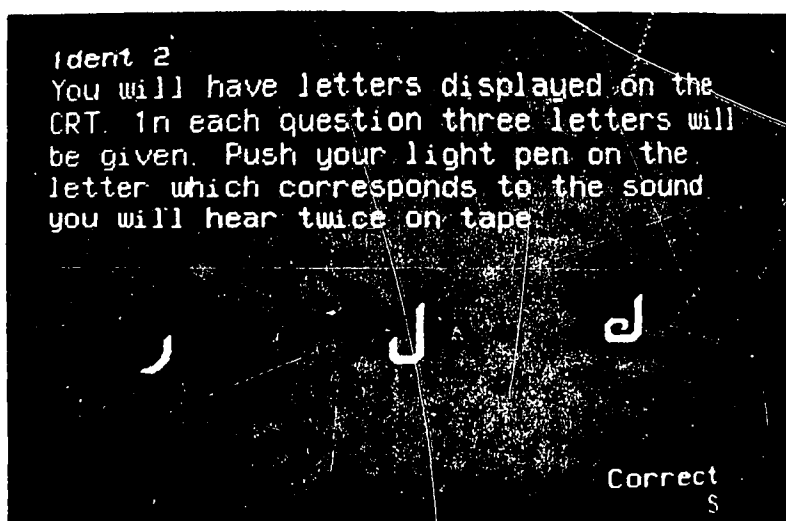 Ident 2
You will have letters displayed on the
CRT. In each question three letters will
be given. Push your light pen on the
letter which corresponds to the sound
you will hear twice on tape
ر ل ك
Correct
S